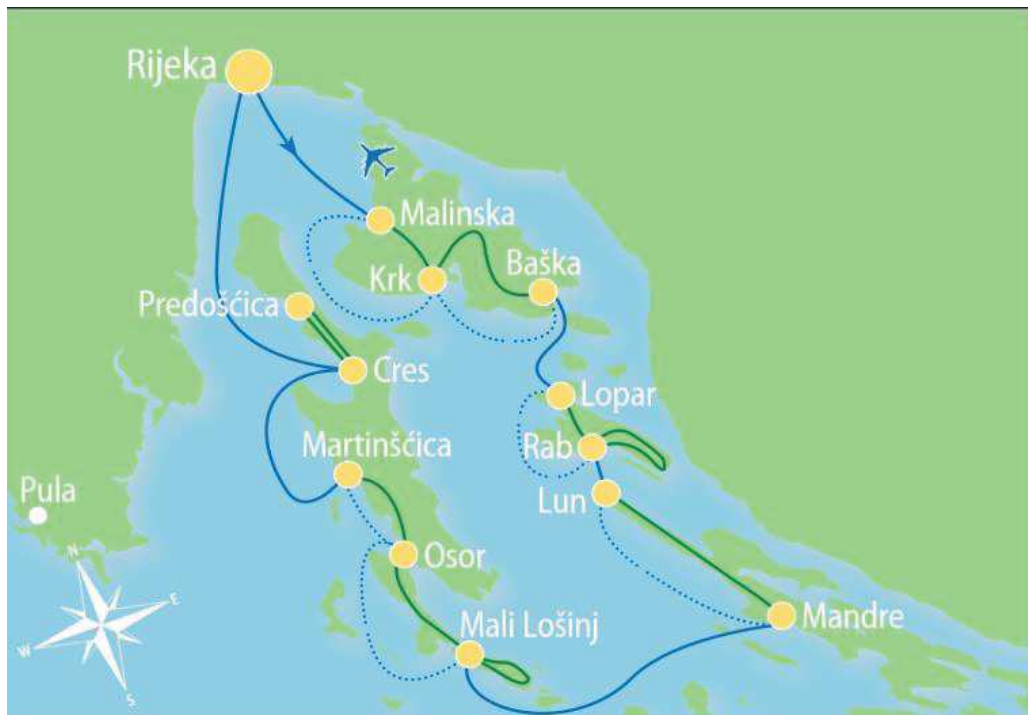 Rijeka
Malinska
Krk
Baška
Predošćica
Cres
Lopar
Martinšćica
Rab
Pula
Lun
Osor
Mali Lošinj
Mandre
N
E
W
S